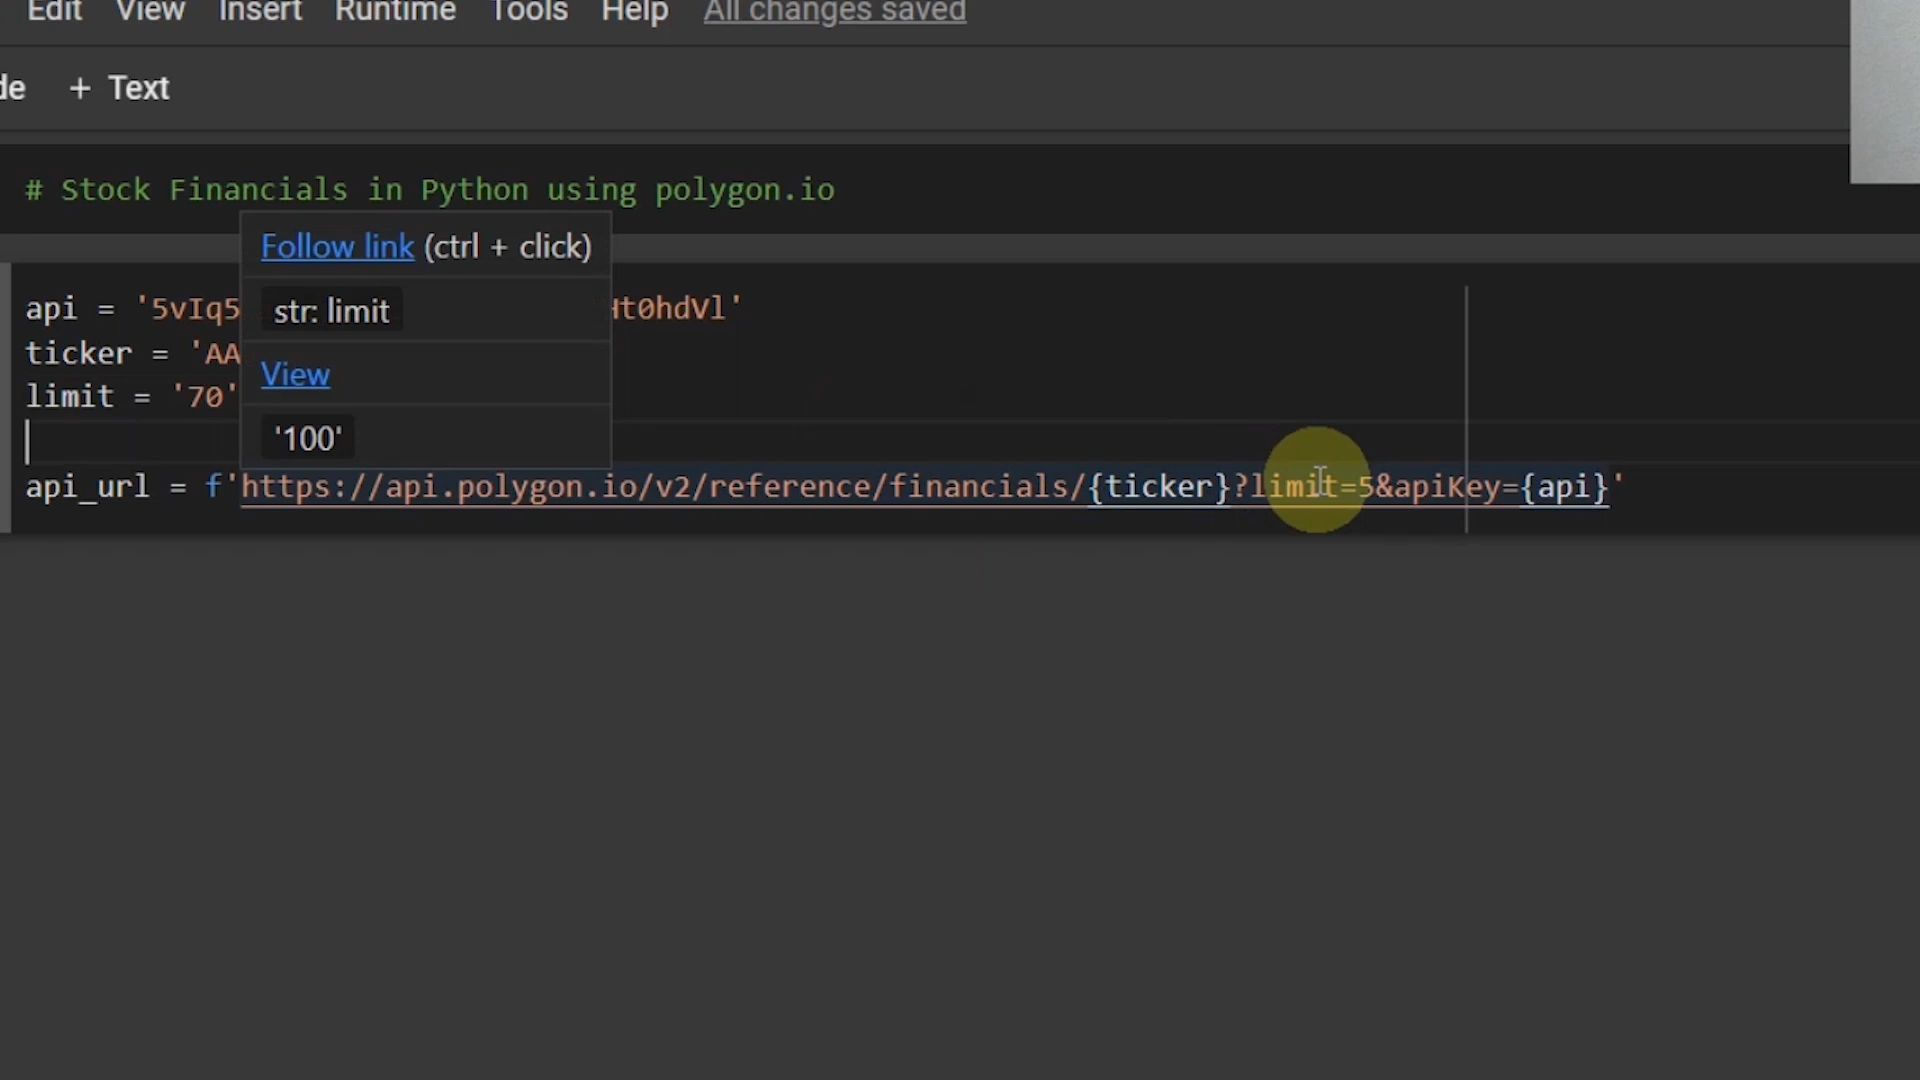 Edit View Insert Runtime Tools Help All changes saved
de + Text
# Stock Financials in Python using polygon.io
Follow link (ctrl + click)
str: limit
View
'100'
api = '5vIq5 Ht0hdVl'
ticker = 'AA
limit = '70'
api_url = f'https://api.polygon.io/v2/reference/financials/{ticker}?limit=5&apiKey={api}'